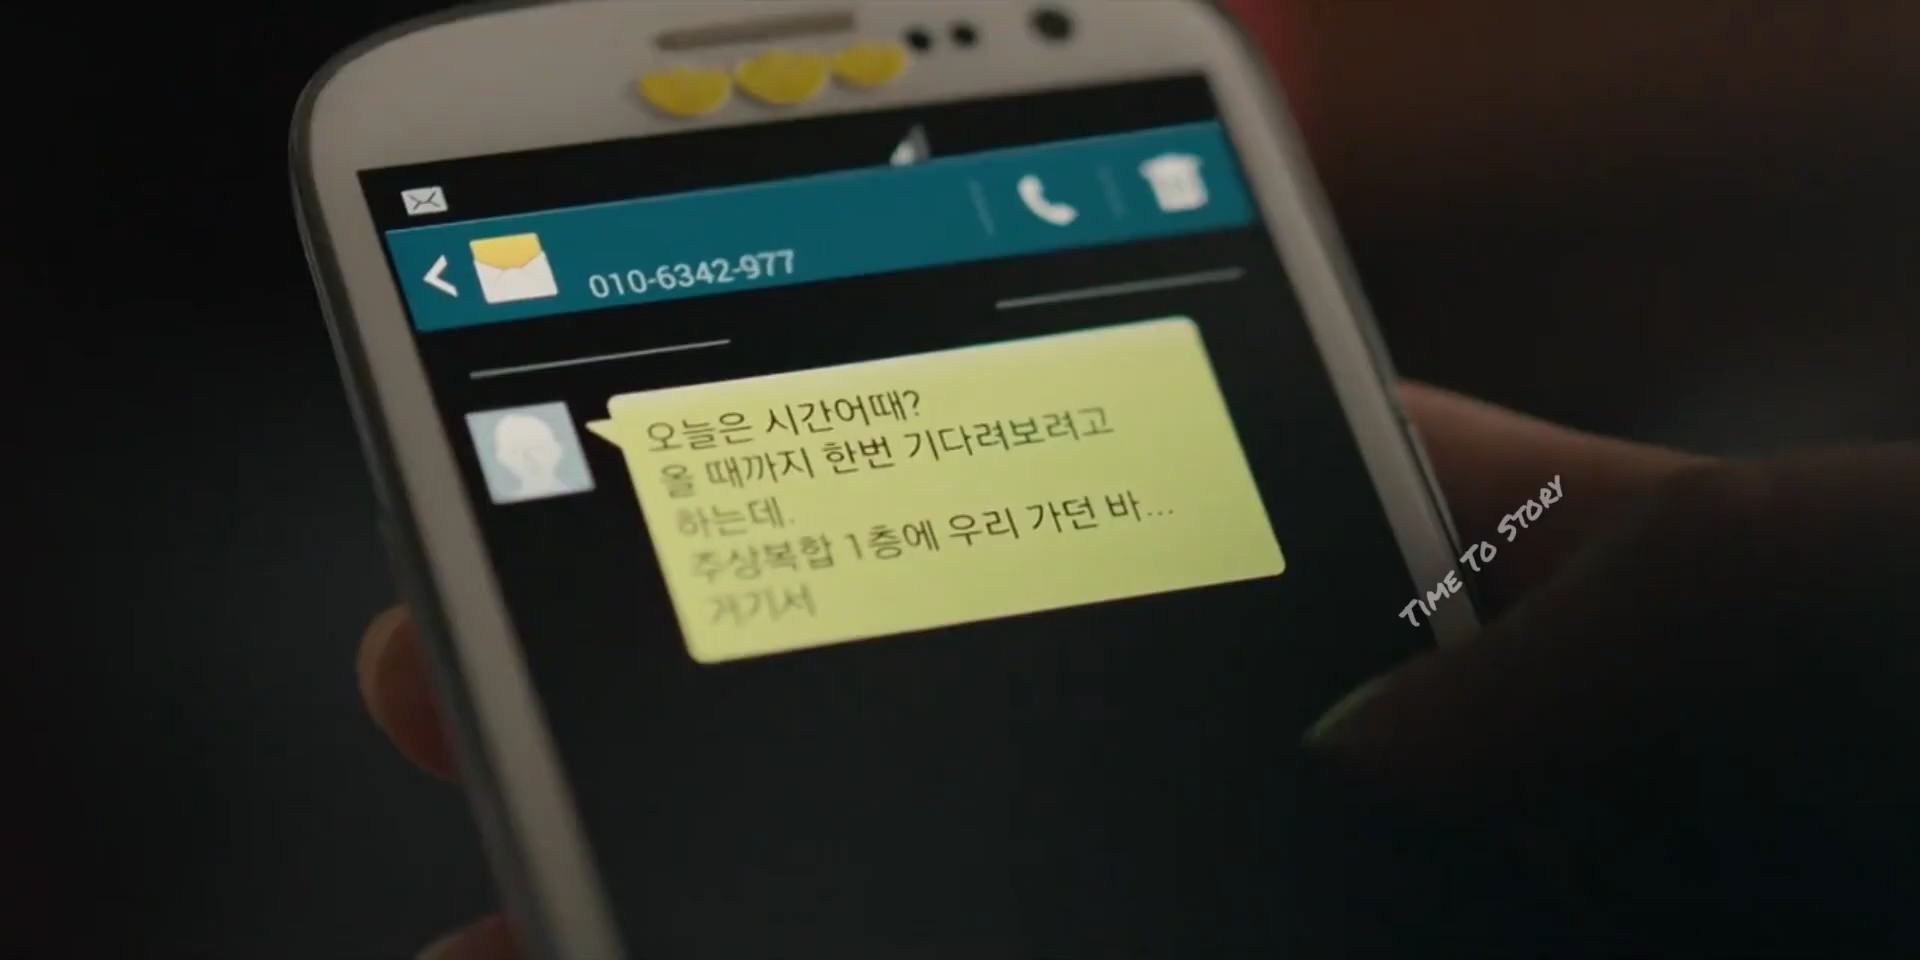 010-6342-977
오늘은 시간어때?
올 때까지 한번 기다려보려고
하는데.
주상복합 1층에 우리 가던 바...
거기서
TIME TO STORY